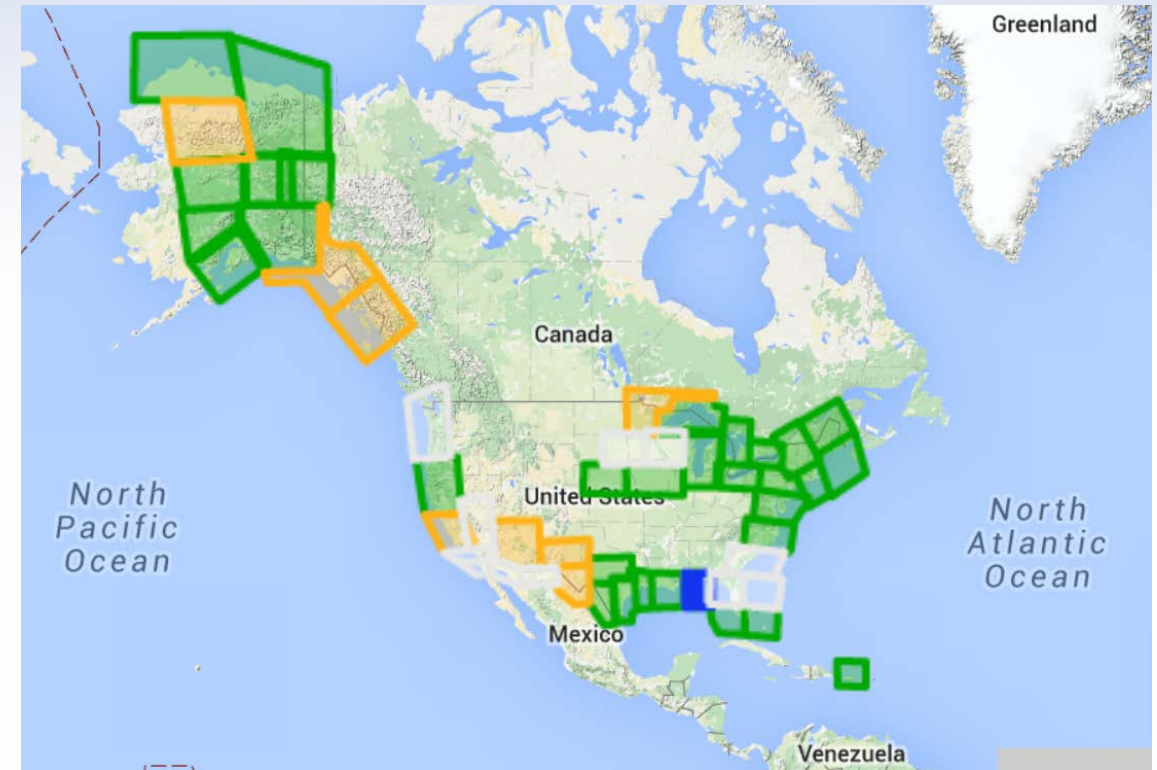 Greenland
Canada
United States
North
Pacific
Ocean
North
Atlantic
Ocean
Mexico
Venezuela